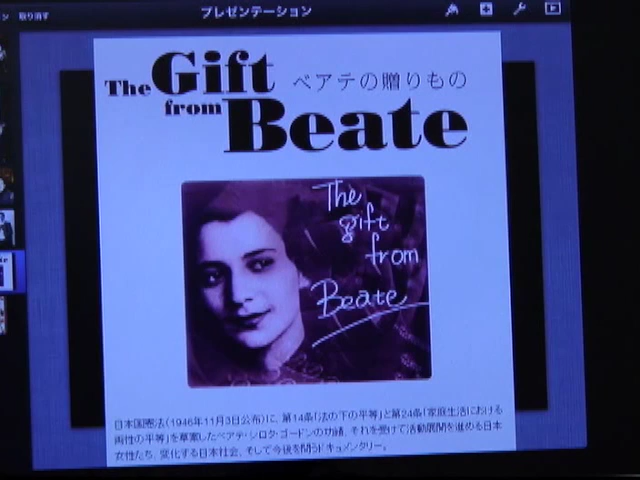 取り消す
プレゼンテーション
The Gift
ベアテの贈りもの
from Beate
The
gift
from
Beate
日本国憲法(1946年11月3日公布)に、第14条「法の下の平等」と第24条「家庭生活における
両性の平等」を草案したベアテ・シロタ・ゴードンの功績、それを受けて活動展開を進める日本
女性たち、変化する日本社会、そして今後を問うドキュメンタリー。